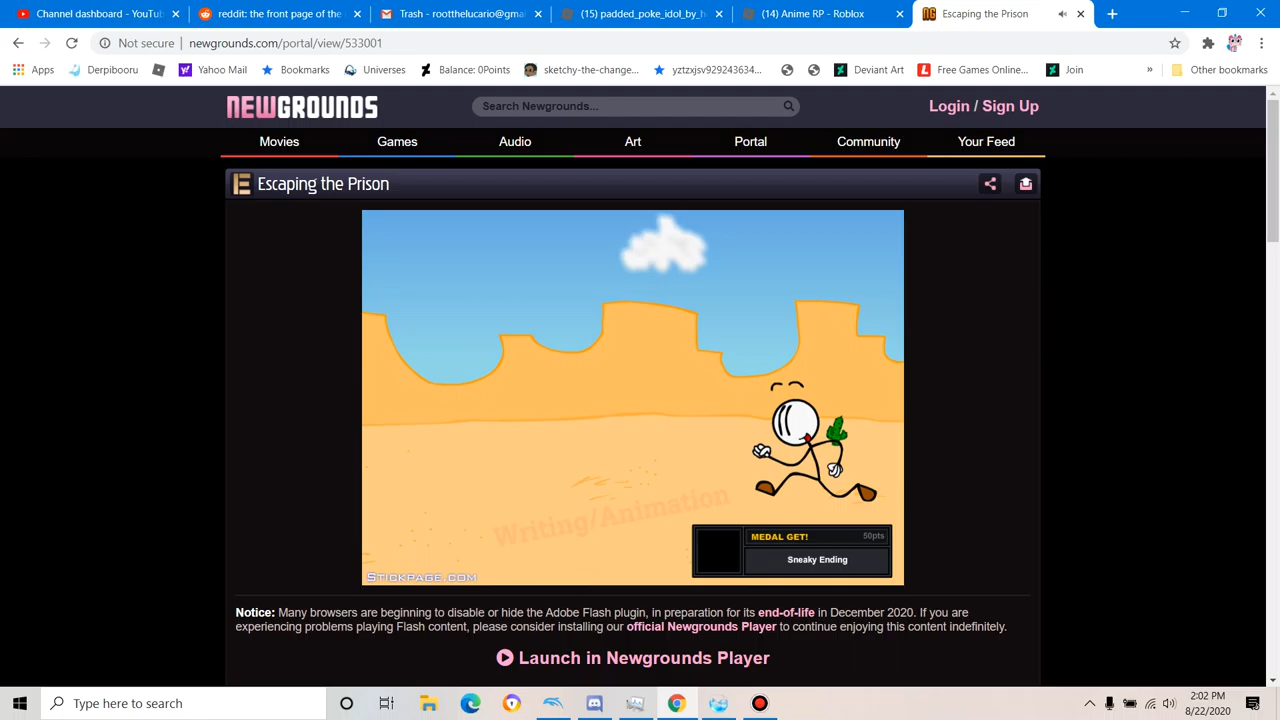 Channel dashboard - YouTub
reddit: the front page of the
Trash - rootthelucario@gma
(15) padded_poke_idol_by_h
(14) Anime RP - Roblox
Escaping the Prison
Not secure | newgrounds.com/portal/view/533001
Apps
Derpibooru
Yahoo Mail
Bookmarks
Universes
Balance: 0Points
sketchy-the-change...
yztzxjsv929243634...
Deviant Art
Free Games Online...
Join
»
Other bookmarks
NEWGROUNDS
Search Newgrounds...
Login / Sign Up
Movies
Games
Audio
Art
Portal
Community
Your Feed
E Escaping the Prison
Writing/Animation
MEDAL GET!
50pts
Sneaky Ending
STICKPAGE.COM
Notice: Many browsers are beginning to disable or hide the Adobe Flash plugin, in preparation for its end-of-life in December 2020. If you are
experiencing problems playing Flash content, please consider installing our official Newgrounds Player to continue enjoying this content indefinitely.
Launch in Newgrounds Player
Type here to search
2:02 PM
8/22/2020